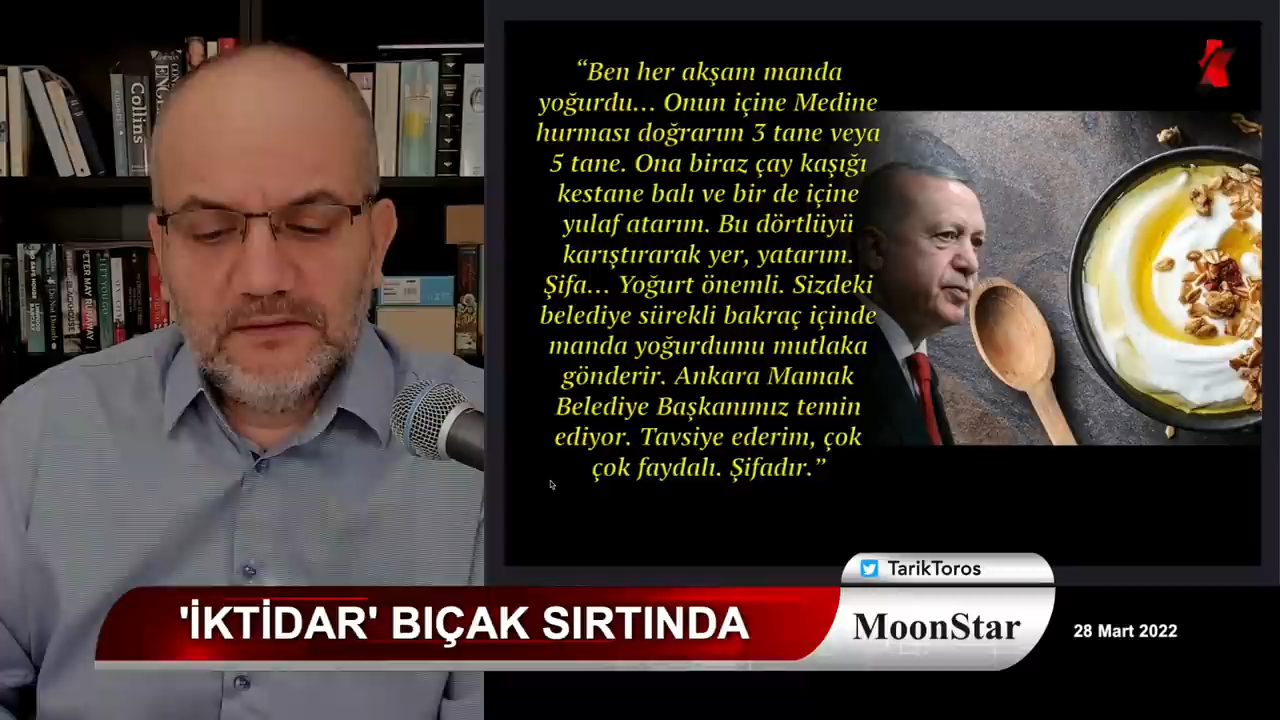 “Ben her akşam manda
yoğurdu... Onun içine Medine
hurması doğrarım 3 tane veya
5 tane. Ona biraz çay kaşığı
kestane balı ve bir de içine
yulaf atarım. Bu dörtlüyü
karıştırarak yer, yatarım.
Şifa... Yoğurt önemli. Sizdeki
belediye sürekli bakraç içinde
manda yoğurdumu mutlaka
gönderir. Ankara Mamak
Belediye Başkanımız temin
ediyor. Tavsiye ederim, çok
çok faydalı. Şifadır.”
Collins
TarikToros
'İKTİDAR' BIÇAK SIRTINDA
MoonStar
28 Mart 2022